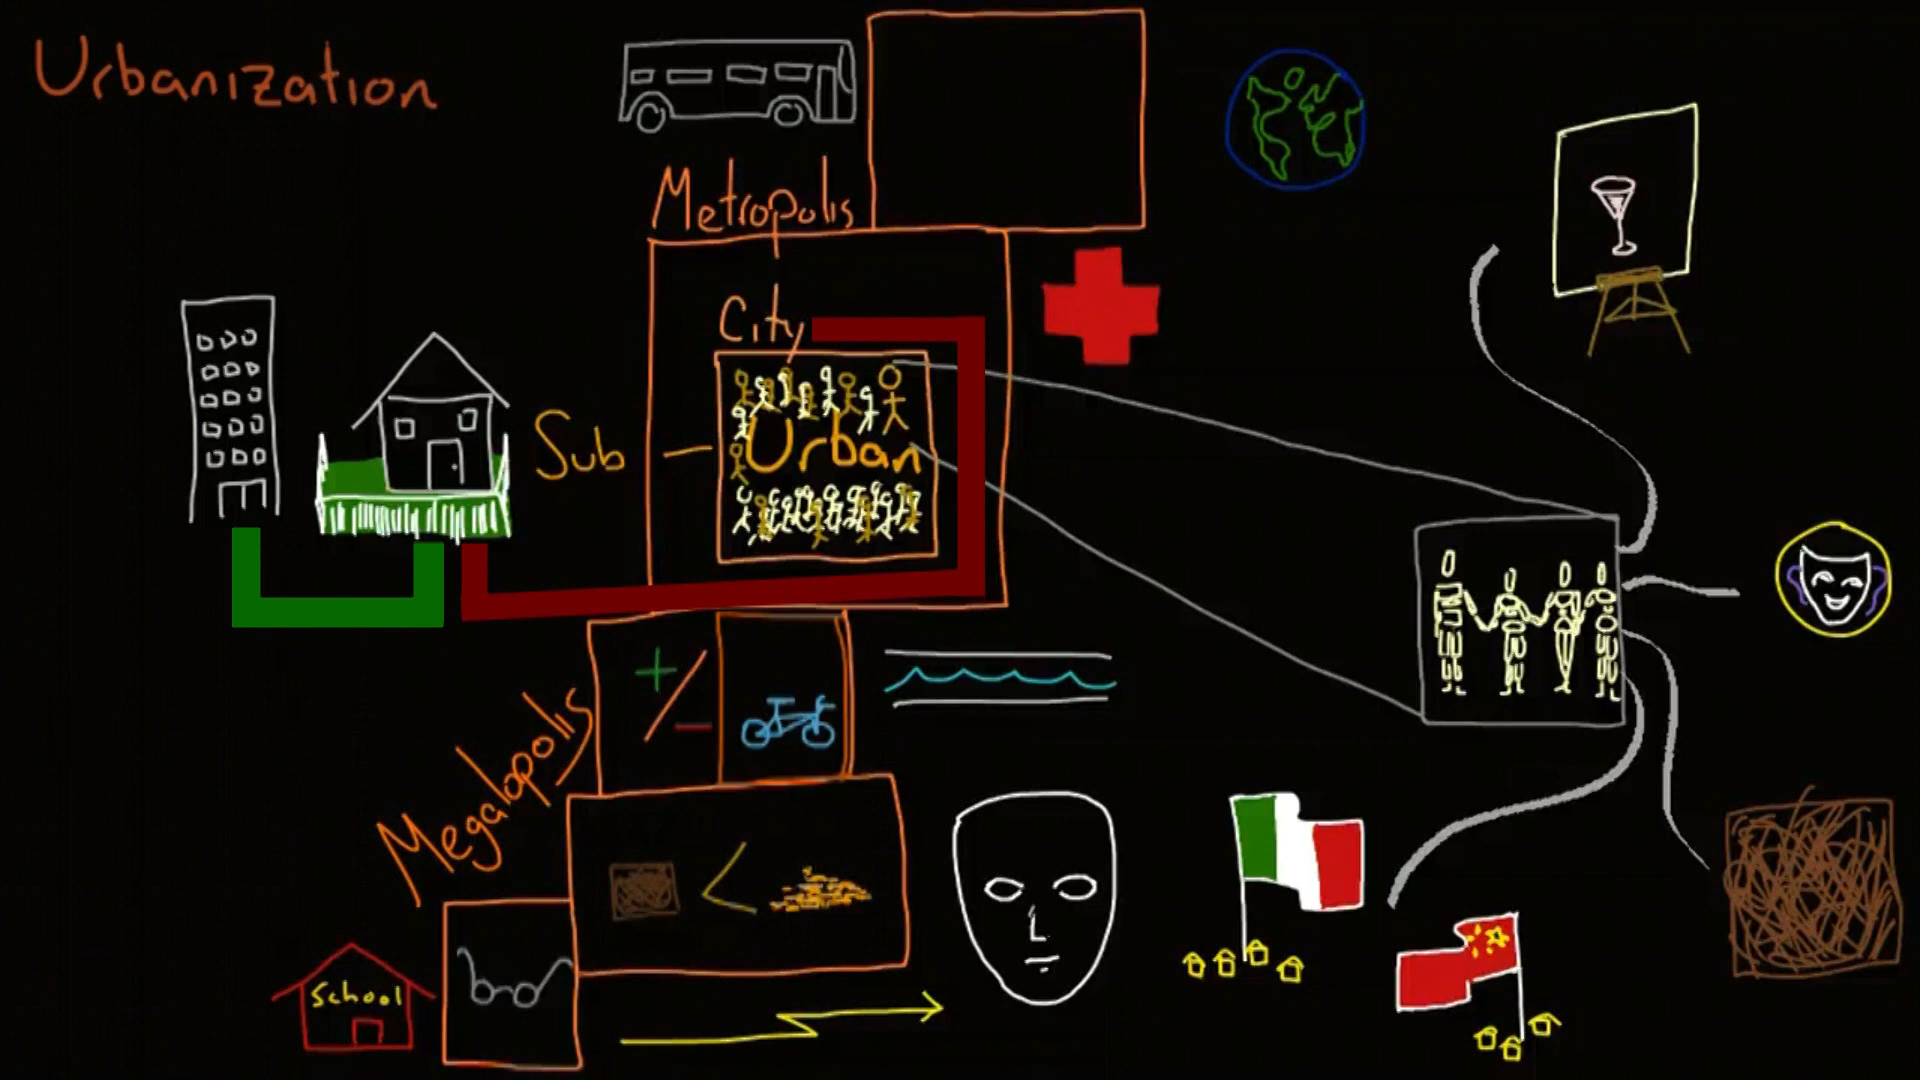 Urbanization
Metropolis
City
Sub
Urban
Megalopolis
School